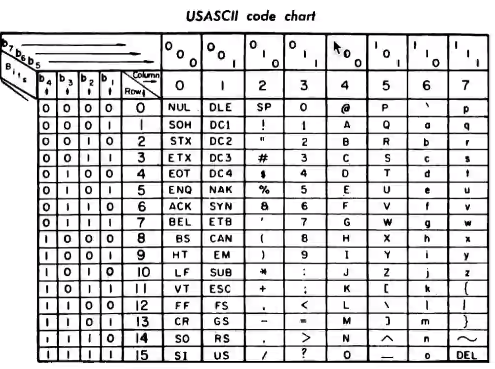 USASCII code chart
b7 b6 b5 0 0 0 0 0 1 0 1 0 0 1 1 1 0 0 1 0 1 1 1 0 1 1 1
Bits b4 b3 b2 b1 Column Row 0 1 2 3 4 5 6 7
0 0 0 0 0 NUL DLE SP 0 @ P ` p
0 0 0 1 1 SOH DC1 ! 1 A Q a q
0 0 1 0 2 STX DC2 " 2 B R b r
0 0 1 1 3 ETX DC3 # 3 C S c s
0 1 0 0 4 EOT DC4 $ 4 D T d t
0 1 0 1 5 ENQ NAK % 5 E U e u
0 1 1 0 6 ACK SYN & 6 F V f v
0 1 1 1 7 BEL ETB ' 7 G W g w
1 0 0 0 8 BS CAN ( 8 H X h x
1 0 0 1 9 HT EM ) 9 I Y i y
1 0 1 0 10 LF SUB * : J Z j z
1 0 1 1 11 VT ESC + ; K [ k {
1 1 0 0 12 FF FS , < L \ l |
1 1 0 1 13 CR GS - = M ] m }
1 1 1 0 14 SO RS . > N ^ n ~
1 1 1 1 15 SI US / ? O _ o DEL